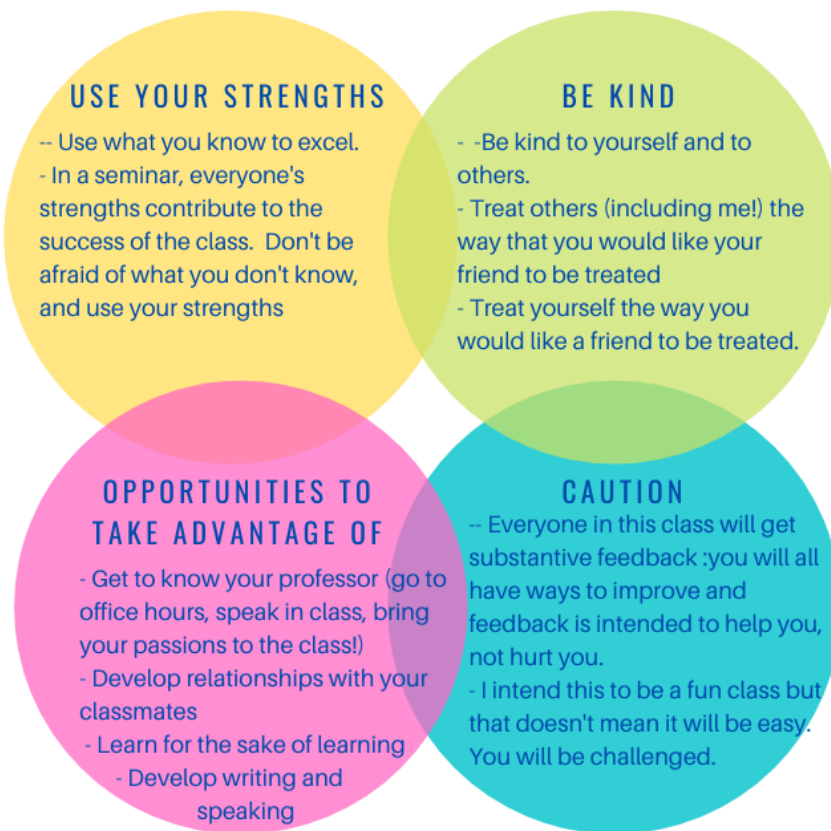 USE YOUR STRENGTHS
-- Use what you know to excel.
- In a seminar, everyone's
strengths contribute to the
success of the class.  Don't be
afraid of what you don't know,
and use your strengths
BE KIND
-  -Be kind to yourself and to
others.
- Treat others (including me!) the
way that you would like your
friend to be treated
- Treat yourself the way you
would like a friend to be treated.
OPPORTUNITIES TO
TAKE ADVANTAGE OF
- Get to know your professor (go to
office hours, speak in class, bring
your passions to the class!)
- Develop relationships with your
classmates
- Learn for the sake of learning
- Develop writing and
speaking
CAUTION
-- Everyone in this class will get
substantive feedback :you will all
have ways to improve and
feedback is intended to help you,
not hurt you.
- I intend this to be a fun class but
that doesn't mean it will be easy.
You will be challenged.